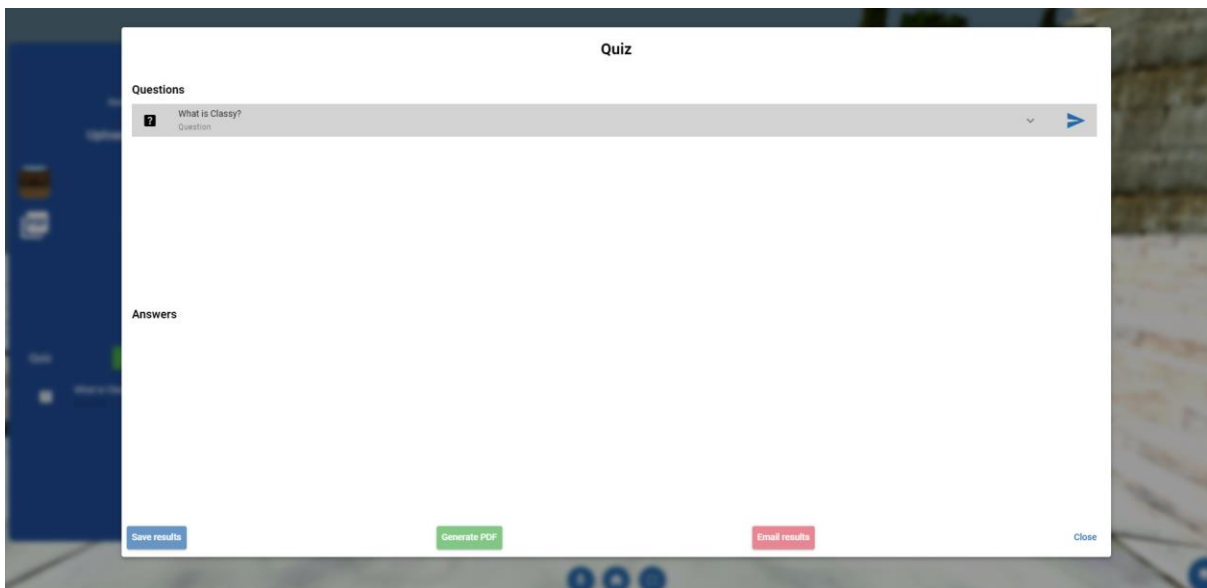 Quiz
Questions
What is Classy?
Question
Answers
Save results
Generate PDF
Email results
Close